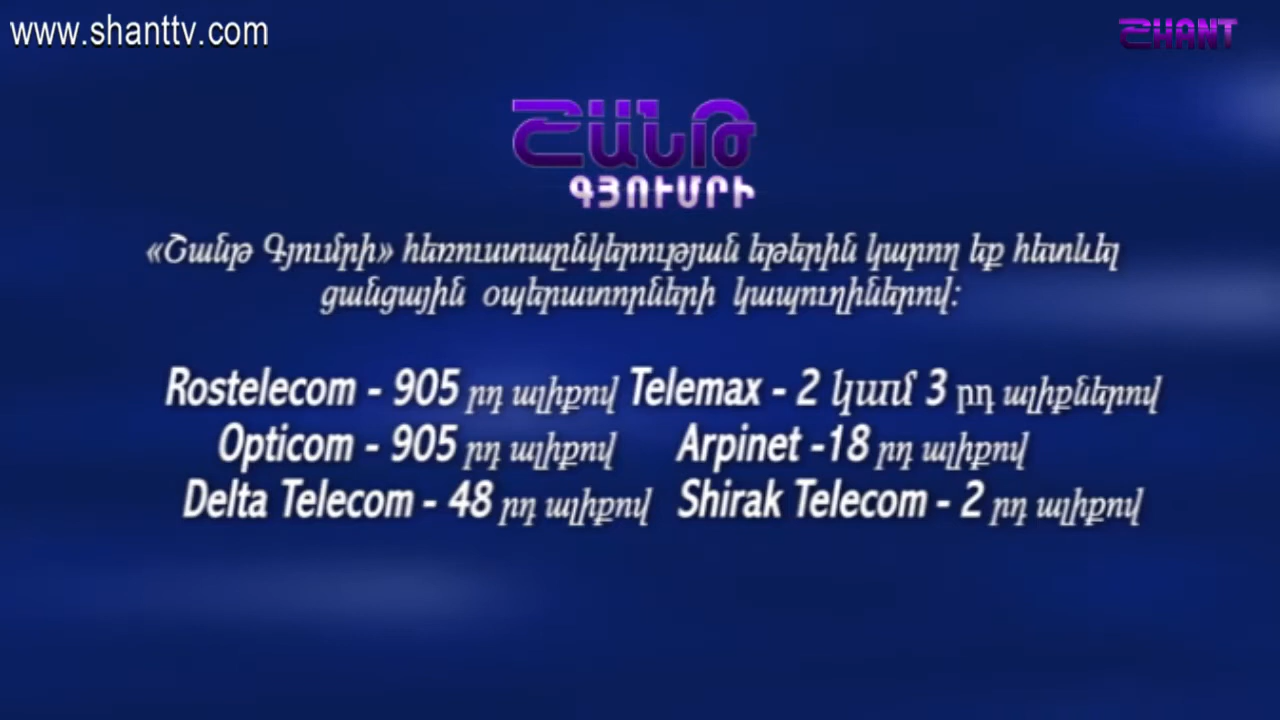 www.shanttv.com
SHANT
ՇԱՆԹ
ԳՅՈՒՄՐԻ
«Շանթ Գյումրի» հեռուստաընկերության եթերին կարող եք հետևել
ցանցային օպերատորների կապուղիներով:
Rostelecom - 905 րդ ալիքով Telemax - 2 կամ 3 րդ ալիքներով
Opticom - 905 րդ ալիքով Arpinet -18 րդ ալիքով
Delta Telecom - 48 րդ ալիքով Shirak Telecom - 2 րդ ալիքով